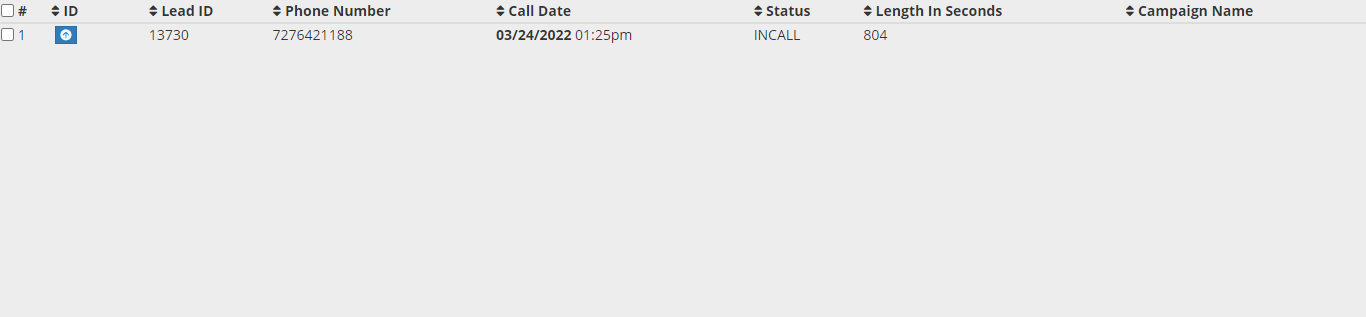 # ID Lead ID Phone Number Call Date Status Length In Seconds Campaign Name
1 13730 7276421188 03/24/2022 01:25pm INCALL 804